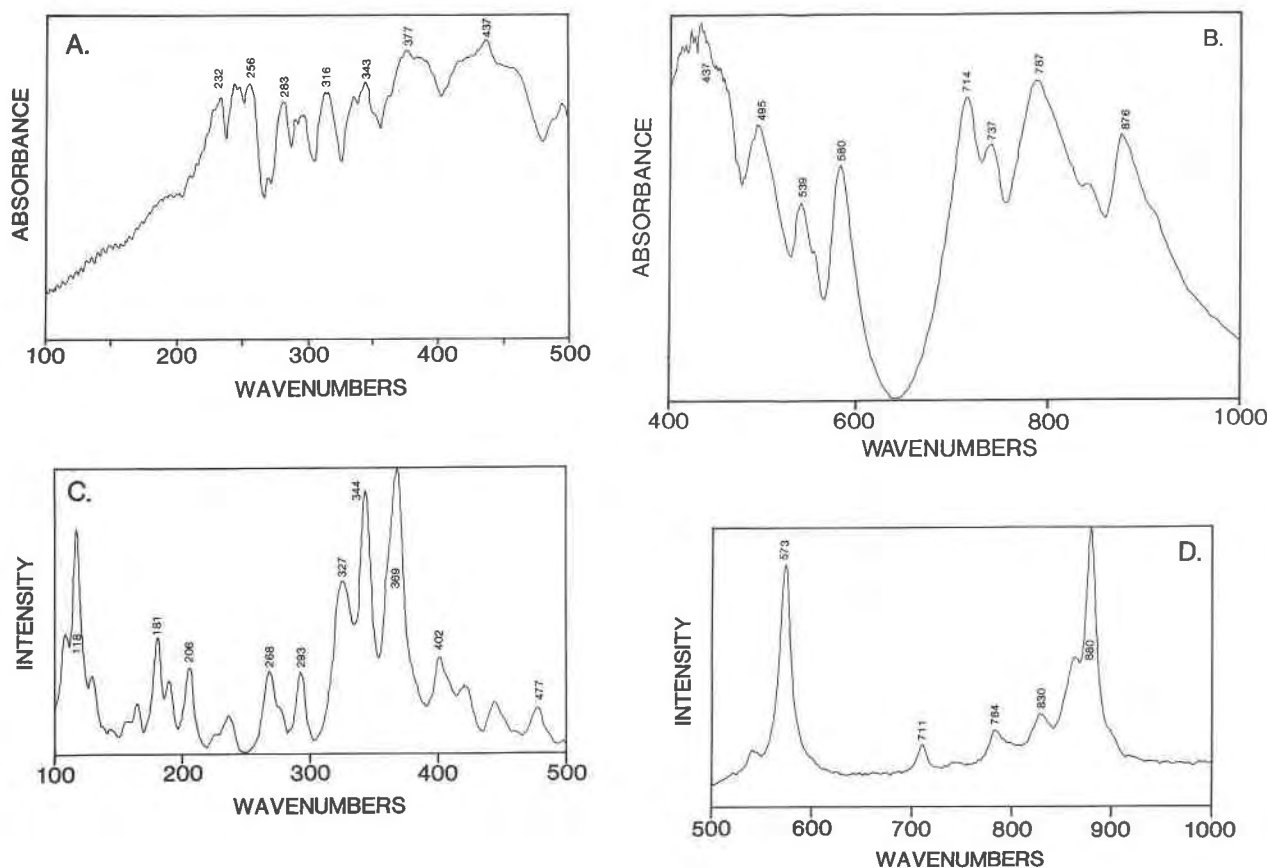 A.
ABSORBANCE
232
256
283
316
343
377
437
100 200 300 400 500
WAVENUMBERS
B.
ABSORBANCE
437
495
539
580
714
737
787
876
400 600 800 1000
WAVENUMBERS
C.
INTENSITY
118
181
206
268
293
327
344
369
402
477
100 200 300 400 500
WAVENUMBERS
D.
INTENSITY
573
711
784
830
880
500 600 700 800 900 1000
WAVENUMBERS